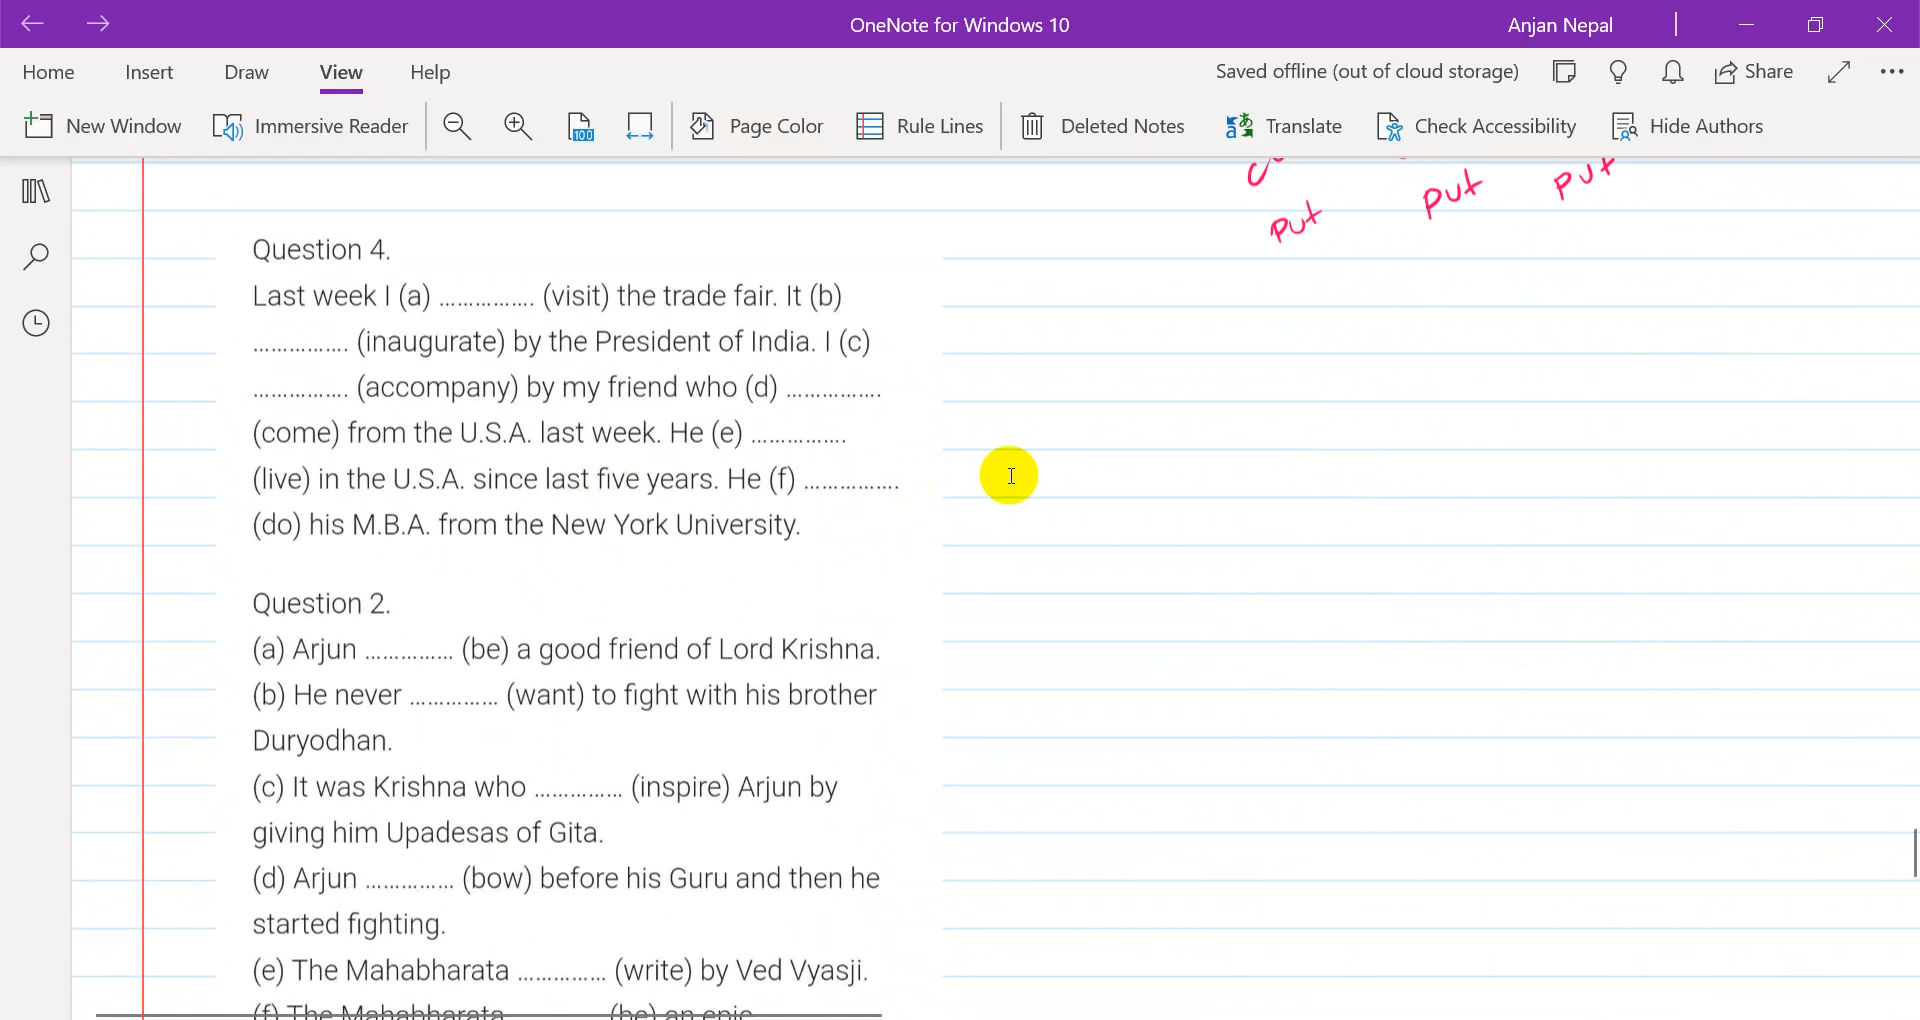 OneNote for Windows 10
Anjan Nepal
Home Insert Draw View Help
Saved offline (out of cloud storage) Share
New Window Immersive Reader 100 Page Color Rule Lines Deleted Notes Translate Check Accessibility Hide Authors
put put put
Question 4.
Last week I (a) ................ (visit) the trade fair. It (b)
................ (inaugurate) by the President of India. I (c)
................ (accompany) by my friend who (d) ................
(come) from the U.S.A. last week. He (e) ................
(live) in the U.S.A. since last five years. He (f) ................
(do) his M.B.A. from the New York University.
Question 2.
(a) Arjun ............... (be) a good friend of Lord Krishna.
(b) He never ............... (want) to fight with his brother
Duryodhan.
(c) It was Krishna who ............... (inspire) Arjun by
giving him Upadesas of Gita.
(d) Arjun ............... (bow) before his Guru and then he
started fighting.
(e) The Mahabharata ............... (write) by Ved Vyasji.
(f) The Mahabharata (be) an epic